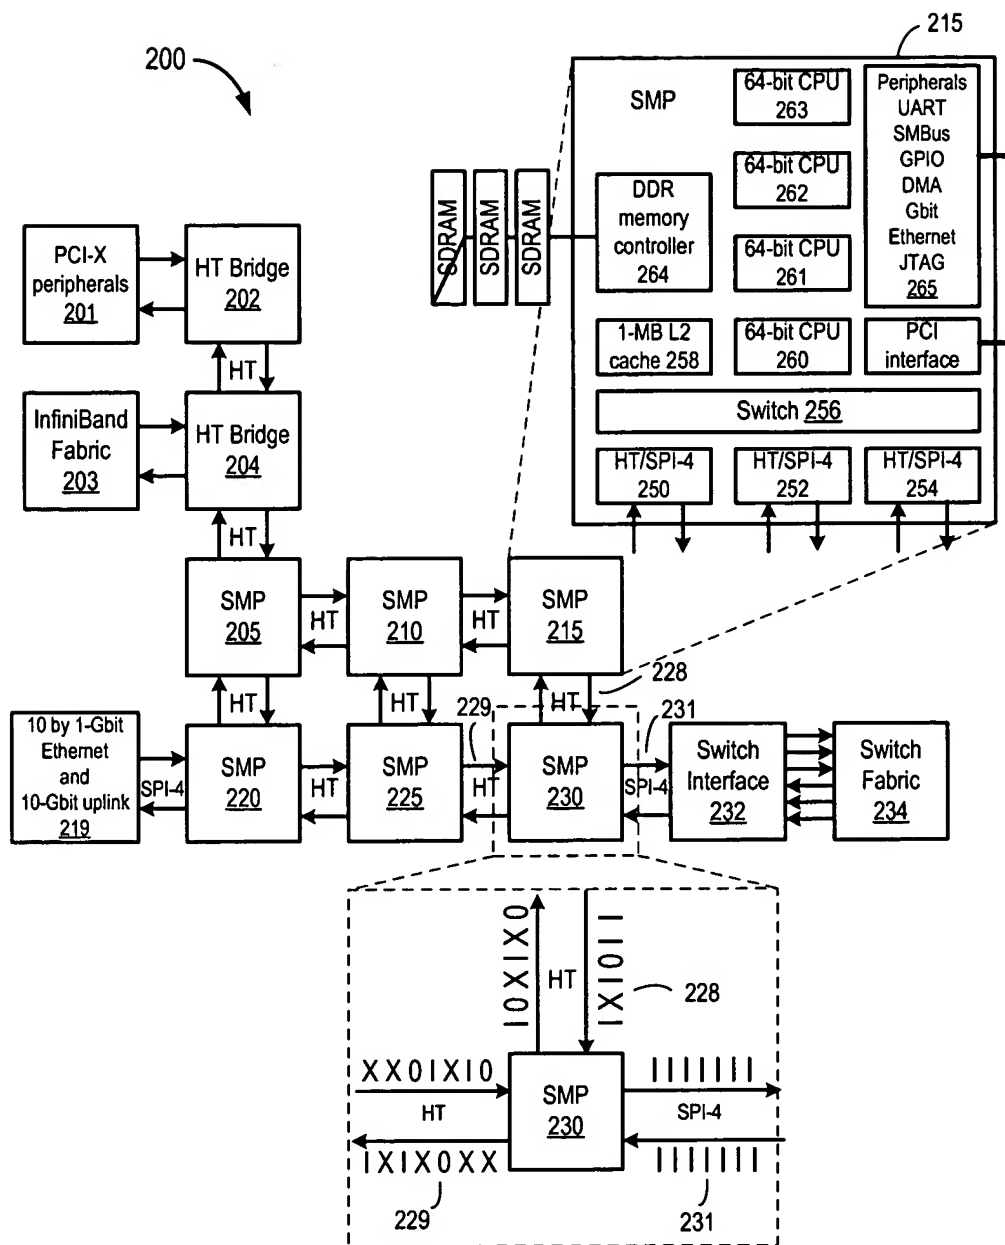 200
215
SMP
64-bit CPU
263
64-bit CPU
262
64-bit CPU
261
64-bit CPU
260
Peripherals
UART
SMBus
GPIO
DMA
Gbit
Ethernet
JTAG
265
SDRAM
SDRAM
SDRAM
DDR
memory
controller
264
1-MB L2
cache 258
PCI
interface
Switch 256
HT/SPI-4
250
HT/SPI-4
252
HT/SPI-4
254
PCI-X
peripherals
201
HT Bridge
202
HT
InfiniBand
Fabric
203
HT Bridge
204
HT
SMP
205
HT
SMP
210
HT
SMP
215
HT
HT
HT
228
229
231
10 by 1-Gbit
Ethernet
and
10-Gbit uplink
219
SPI-4
SMP
220
HT
SMP
225
HT
SMP
230
SPI-4
Switch
Interface
232
Switch
Fabric
234
I0XIX0
HT
IXI0II
228
XX0IXI0
HT
IXIX0XX
229
SMP
230
IIIIIII
SPI-4
IIIIIII
231